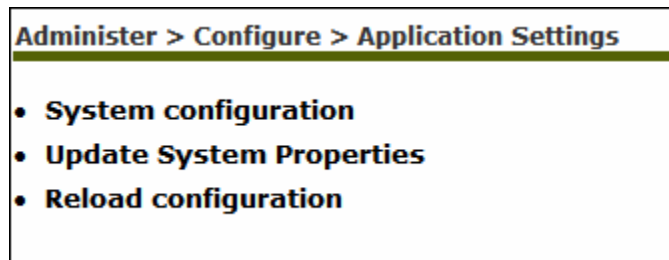 Administer > Configure > Application Settings
System configuration
Update System Properties
Reload configuration